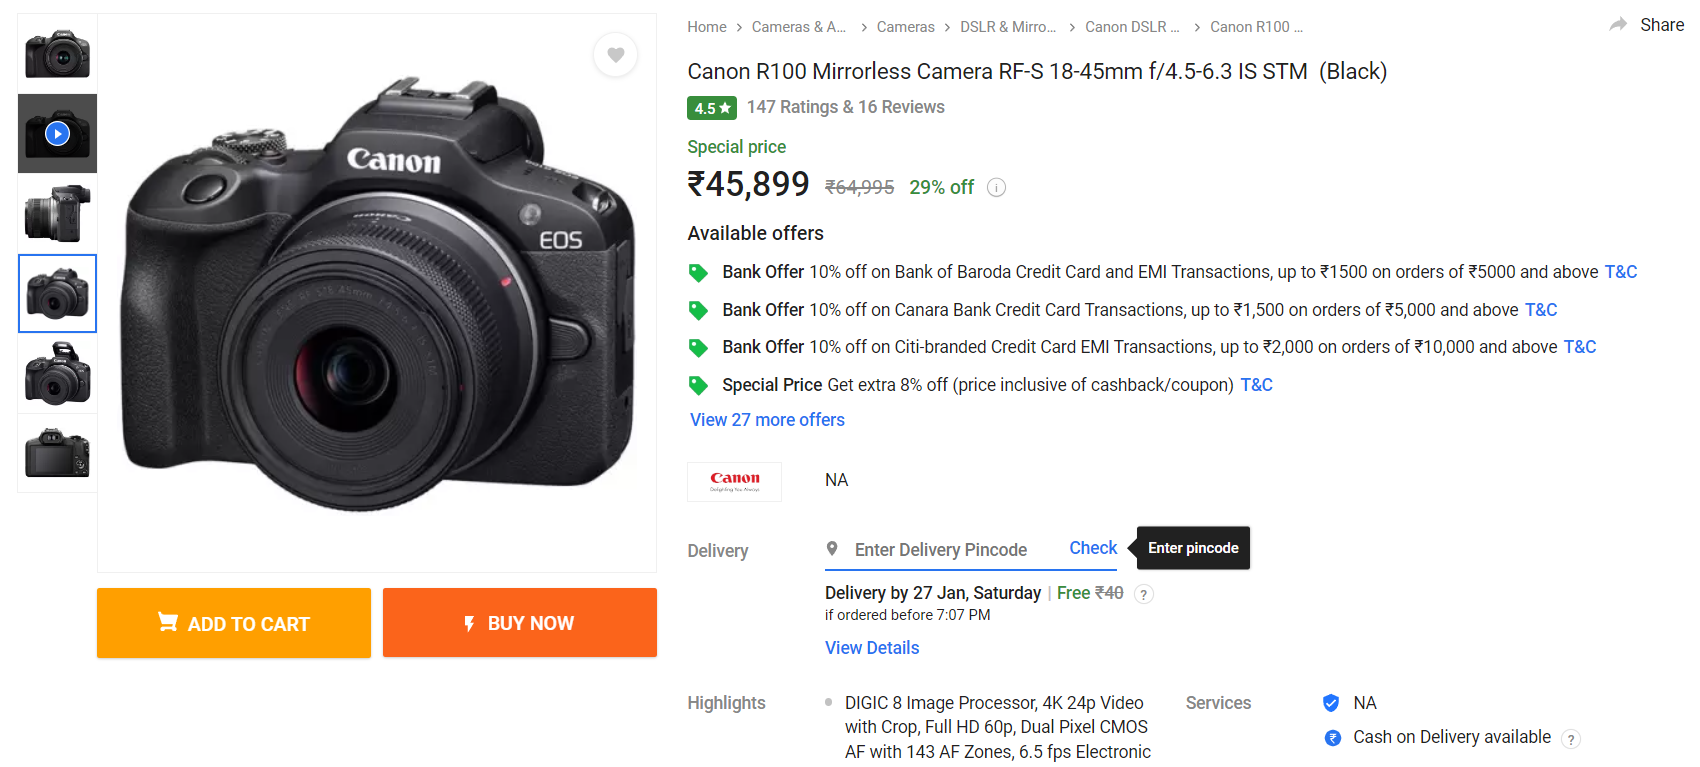 Home > Cameras & A... > Cameras > DSLR & Mirro... > Canon DSLR ... > Canon R100 ...
Share
Canon R100 Mirrorless Camera RF-S 18-45mm f/4.5-6.3 IS STM (Black)
4.5★ 147 Ratings & 16 Reviews
Special price
₹45,899 ₹64,995 29% off
Available offers
Bank Offer 10% off on Bank of Baroda Credit Card and EMI Transactions, up to ₹1500 on orders of ₹5000 and above T&C
Bank Offer 10% off on Canara Bank Credit Card Transactions, up to ₹1,500 on orders of ₹5,000 and above T&C
Bank Offer 10% off on Citi-branded Credit Card EMI Transactions, up to ₹2,000 on orders of ₹10,000 and above T&C
Special Price Get extra 8% off (price inclusive of cashback/coupon) T&C
View 27 more offers
Canon
Delighting You Always
NA
Delivery
Enter Delivery Pincode
Check
Enter pincode
Delivery by 27 Jan, Saturday | Free ₹40 ?
if ordered before 7:07 PM
View Details
Highlights
DIGIC 8 Image Processor, 4K 24p Video
with Crop, Full HD 60p, Dual Pixel CMOS
AF with 143 AF Zones, 6.5 fps Electronic
Services
NA
Cash on Delivery available ?
Canon
Canon
EOS
ADD TO CART
BUY NOW